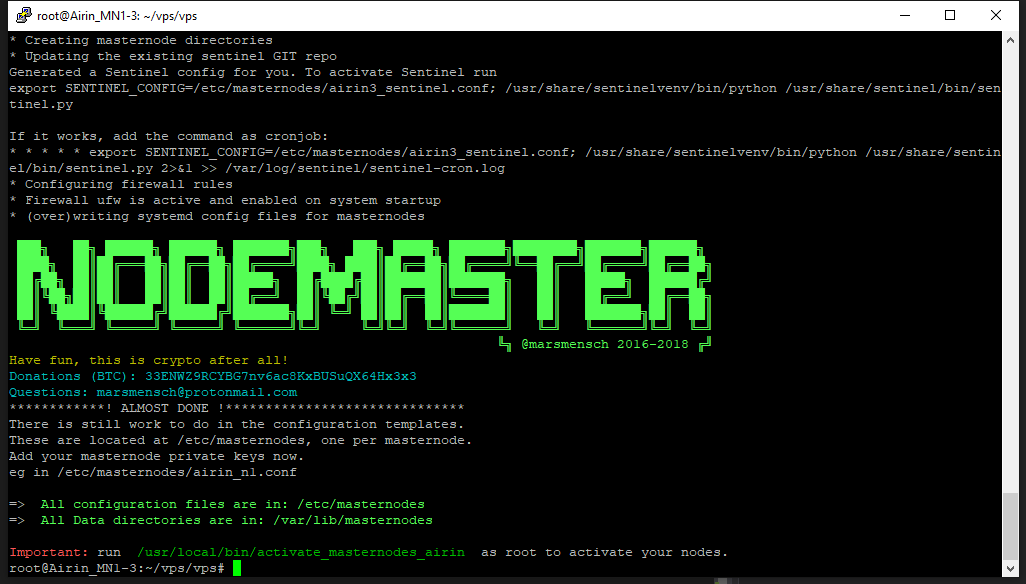 root@Airin_MN1-3: ~/vps/vps
* Creating masternode directories
* Updating the existing sentinel GIT repo
Generated a Sentinel config for you. To activate Sentinel run
export SENTINEL_CONFIG=/etc/masternodes/airin3_sentinel.conf; /usr/share/sentinelvenv/bin/python /usr/share/sentinel/bin/sen
tinel.py
If it works, add the command as cronjob:
* * * * * export SENTINEL_CONFIG=/etc/masternodes/airin3_sentinel.conf; /usr/share/sentinelvenv/bin/python /usr/share/sentin
el/bin/sentinel.py 2>&1 >> /var/log/sentinel/sentinel-cron.log
* Configuring firewall rules
* Firewall ufw is active and enabled on system startup
* (over)writing systemd config files for masternodes
NODEMASTER
@marsmensch 2016-2018
Have fun, this is crypto after all!
Donations (BTC): 33ENWZ9RCYBG7nv6ac8KxBUSuQX64Hx3x3
Questions: marsmensch@protonmail.com
************! ALMOST DONE !******************************
There is still work to do in the configuration templates.
These are located at /etc/masternodes, one per masternode.
Add your masternode private keys now.
eg in /etc/masternodes/airin_n1.conf
=> All configuration files are in: /etc/masternodes
=> All Data directories are in: /var/lib/masternodes
Important: run /usr/local/bin/activate_masternodes_airin as root to activate your nodes.
root@Airin_MN1-3:~/vps/vps#